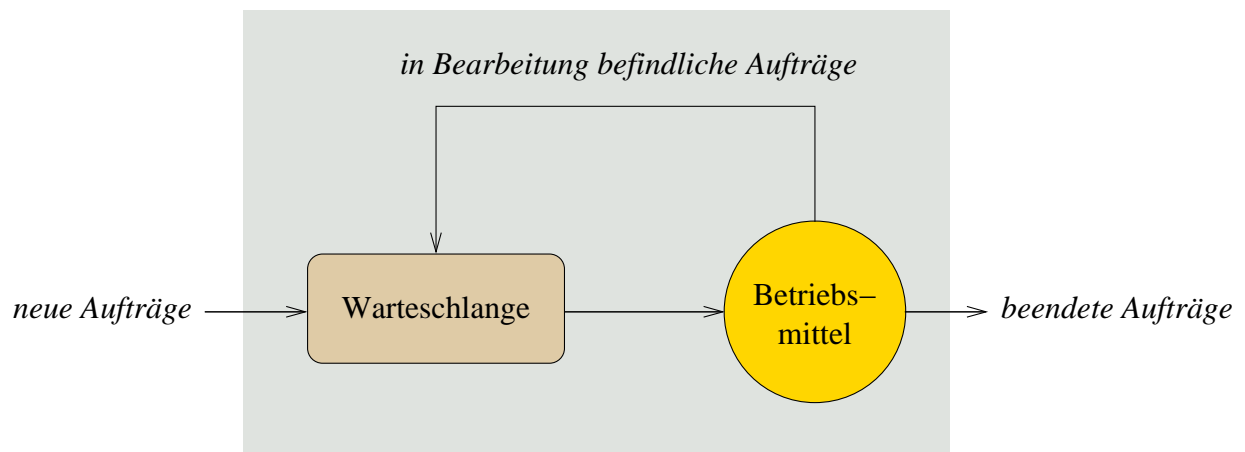 in Bearbeitung befindliche Aufträge
neue Aufträge
Warteschlange
Betriebs−
mittel
beendete Aufträge